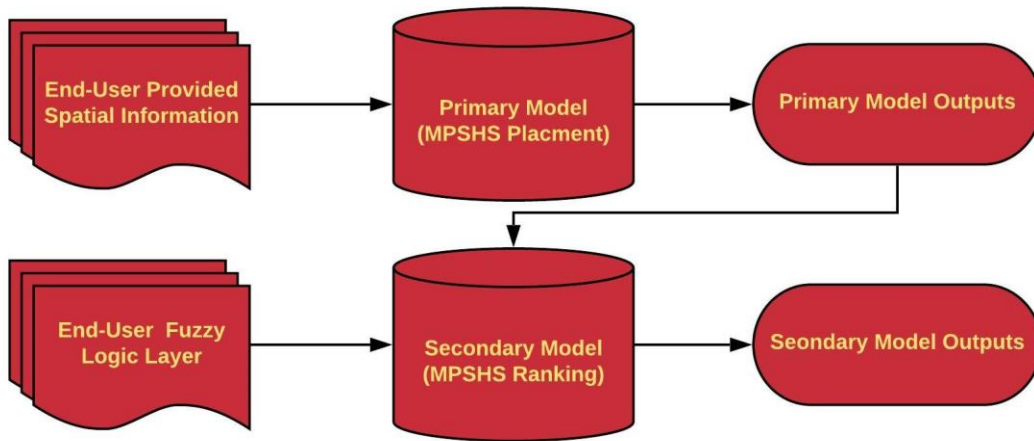 End-User Provided
Spatial Information
Primary Model
(MPSHS Placment)
Primary Model Outputs
End-User Fuzzy
Logic Layer
Secondary Model
(MPSHS Ranking)
Seondary Model Outputs